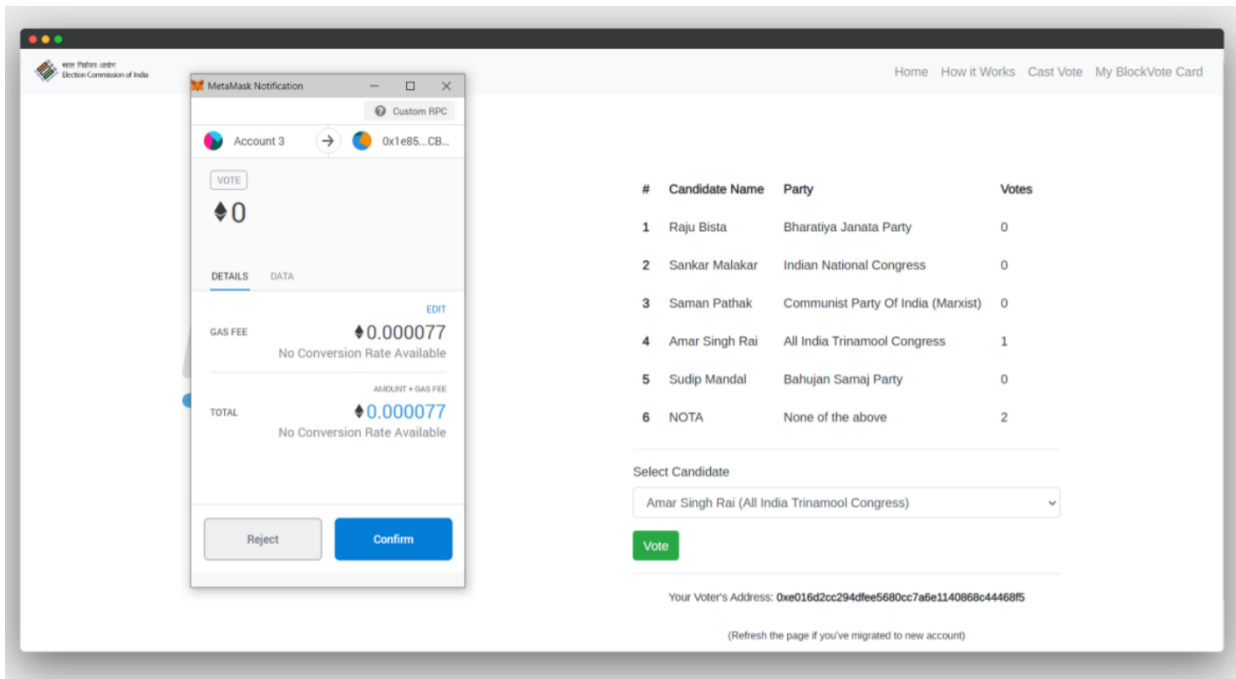 भारत निर्वाचन आयोग
Election Commission of India
Home How it Works Cast Vote My BlockVote Card
MetaMask Notification
Custom RPC
Account 3 0x1e85...CB...
VOTE
0
DETAILS DATA
EDIT
GAS FEE 0.000077
No Conversion Rate Available
AMOUNT + GAS FEE
TOTAL 0.000077
No Conversion Rate Available
Reject Confirm
# Candidate Name Party Votes
1 Raju Bista Bharatiya Janata Party 0
2 Sankar Malakar Indian National Congress 0
3 Saman Pathak Communist Party Of India (Marxist) 0
4 Amar Singh Rai All India Trinamool Congress 1
5 Sudip Mandal Bahujan Samaj Party 0
6 NOTA None of the above 2
Select Candidate
Amar Singh Rai (All India Trinamool Congress)
Vote
Your Voter's Address: 0xe016d2cc294dfee5680cc7a6e1140868c44468f5
(Refresh the page if you've migrated to new account)